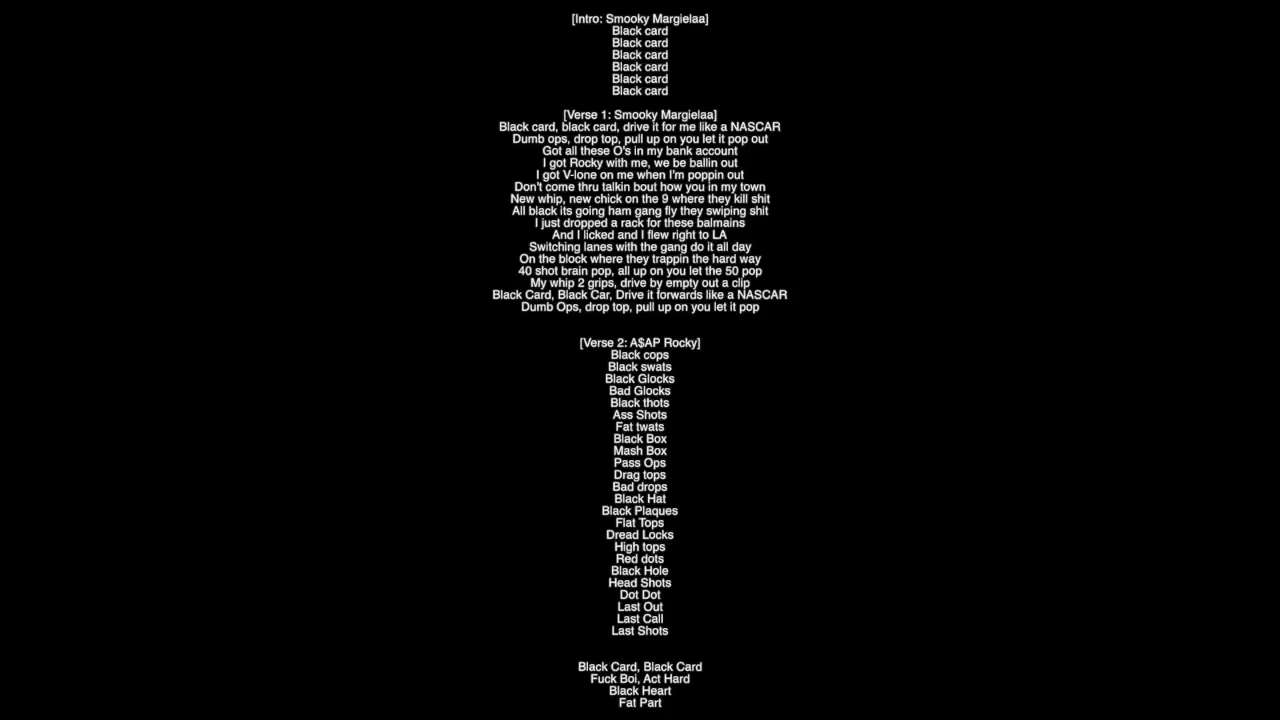 [Intro: Smooky Margielaa]
Black card
Black card
Black card
Black card
Black card
Black card
[Verse 1: Smooky Margielaa]
Black card, black card, drive it for me like a NASCAR
Dumb ops, drop top, pull up on you let it pop out
Got all these O's in my bank account
I got Rocky with me, we be ballin out
I got V-lone on me when I'm poppin out
Don't come thru talkin bout how you in my town
New whip, new chick on the 9 where they kill shit
All black its going ham gang fly they swiping shit
I just dropped a rack for these balmains
And I licked and I flew right to LA
Switching lanes with the gang do it all day
On the block where they trappin the hard way
40 shot brain pop, all up on you let the 50 pop
My whip 2 grips, drive by empty out a clip
Black Card, Black Car, Drive it forwards like a NASCAR
Dumb Ops, drop top, pull up on you let it pop
[Verse 2: A$AP Rocky]
Black cops
Black swats
Black Glocks
Bad Glocks
Black thots
Ass Shots
Fat twats
Black Box
Mash Box
Pass Ops
Drag tops
Bad drops
Black Hat
Black Plaques
Flat Tops
Dread Locks
High tops
Red dots
Black Hole
Head Shots
Dot Dot
Last Out
Last Call
Last Shots
Black Card, Black Card
Fuck Boi, Act Hard
Black Heart
Fat Part